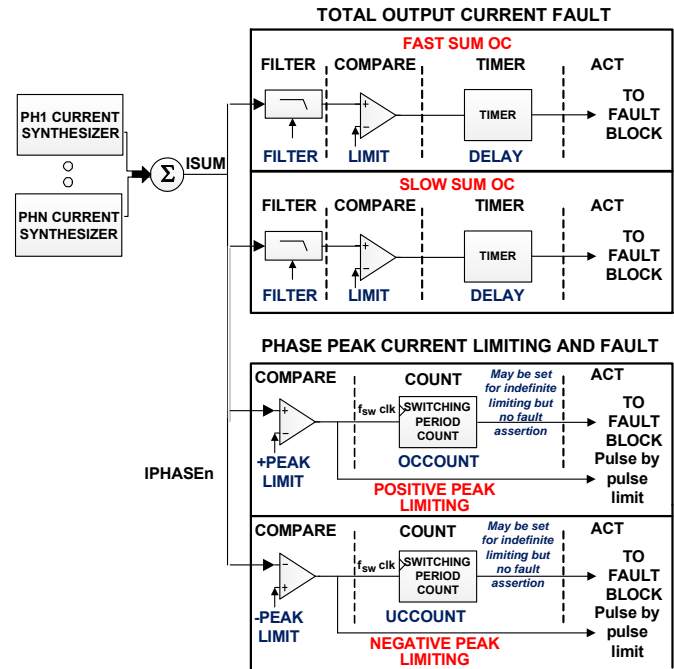 TOTAL OUTPUT CURRENT FAULT
FAST SUM OC
FILTER
COMPARE
TIMER
ACT
PH1 CURRENT
SYNTHESIZER
PHN CURRENT
SYNTHESIZER
Σ
ISUM
+
−
TIMER
TO
FAULT
BLOCK
FILTER
LIMIT
DELAY
SLOW SUM OC
FILTER
COMPARE
TIMER
ACT
+
−
TIMER
TO
FAULT
BLOCK
FILTER
LIMIT
DELAY
PHASE PEAK CURRENT LIMITING AND FAULT
COMPARE
COUNT
May be set
for indefinite
limiting but
no fault
assertion
ACT
+
−
fsw clk
SWITCHING
PERIOD
COUNT
TO
FAULT
BLOCK
+PEAK
LIMIT
OCCOUNT
Pulse by
pulse
limit
POSITIVE PEAK
LIMITING
IPHASEn
COMPARE
COUNT
May be set
for indefinite
limiting but
no fault
assertion
ACT
−
+
fsw clk
SWITCHING
PERIOD
COUNT
TO
FAULT
BLOCK
-PEAK
LIMIT
UCCOUNT
Pulse by
pulse
limit
NEGATIVE PEAK
LIMITING